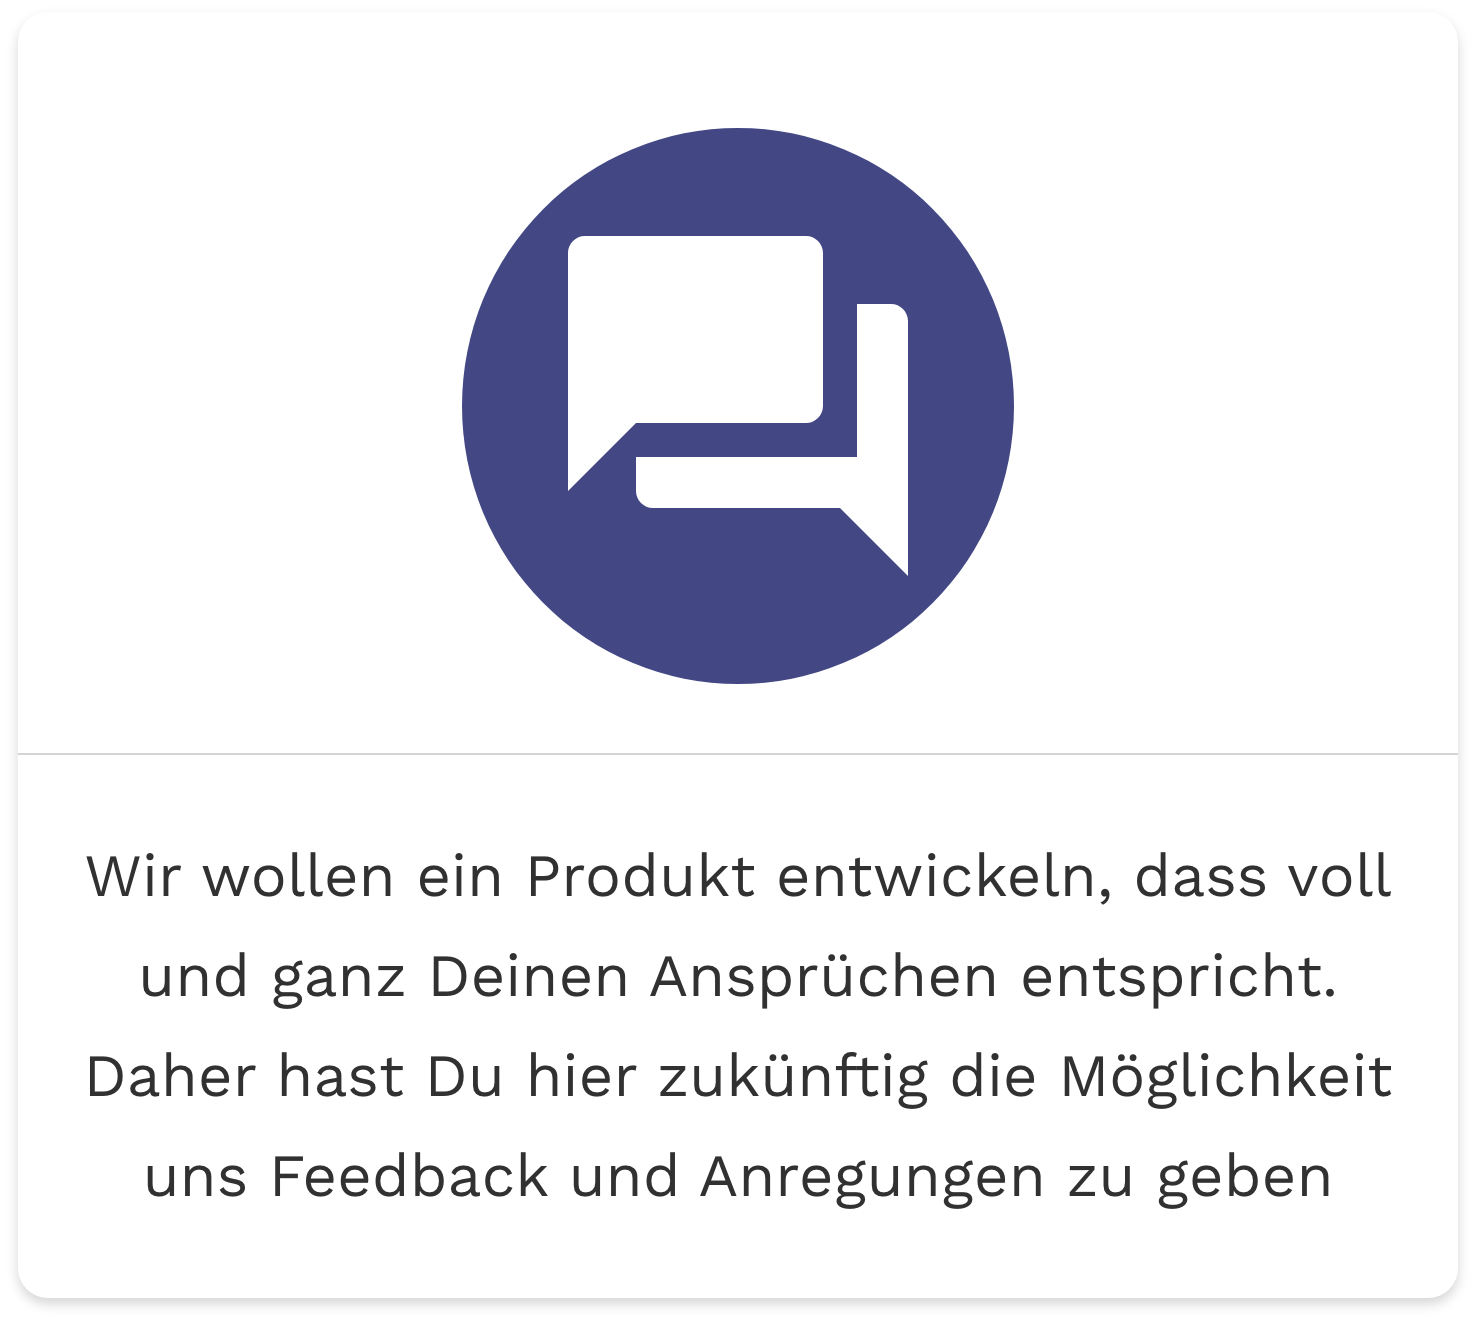 Wir wollen ein Produkt entwickeln, dass voll
und ganz Deinen Ansprüchen entspricht.
Daher hast Du hier zukünftig die Möglichkeit
uns Feedback und Anregungen zu geben